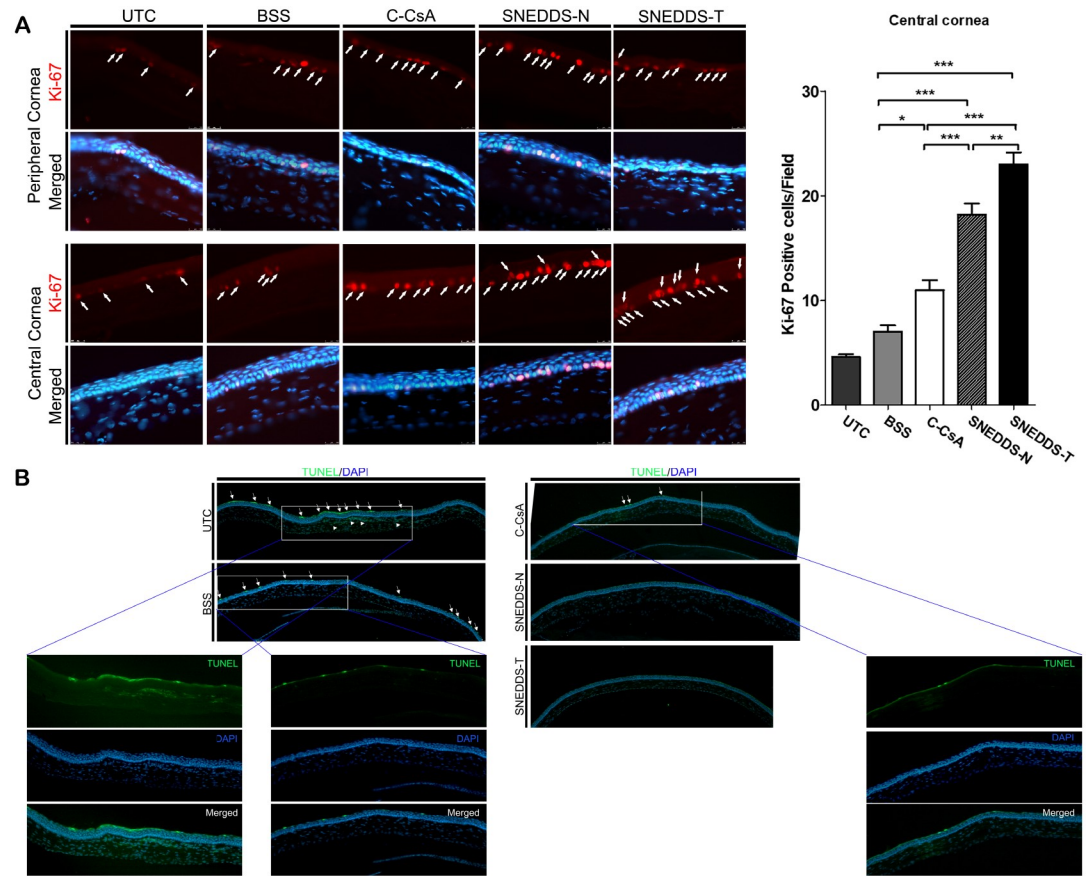 A
UTC BSS C-CsA SNEDDS-N SNEDDS-T
Peripheral Cornea
Ki-67
Merged
Central Cornea
Ki-67
Merged
Central cornea
***
***
* ***
*** **
Ki-67 Positive cells/Field
30
20
10
0
UTC BSS C-CsA SNEDDS-N SNEDDS-T
B
TUNEL/DAPI TUNEL/DAPI
UTC
BSS
C-CsA
SNEDDS-N
SNEDDS-T
TUNEL TUNEL TUNEL
DAPI DAPI DAPI
Merged Merged Merged